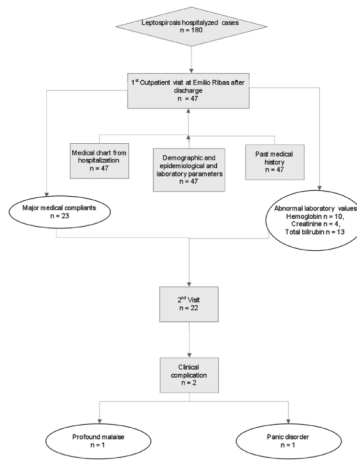 Leptospirosis hospitalyzed cases
n = 180
1st Outpatient visit at Emilio Ribas after
discharge
n = 47
Medical chart from
hospitalization
n = 47
Demographic and
epidemiological and
laboratory parameters
n = 47
Past medical
history
n = 47
Major medical compliants
n = 23
Abnormal laboratory values
Hemoglobin n = 10,
Creatinine n = 4,
Total bilirubin n = 13
2nd Visit
n = 22
Clinical
complication
n = 2
Profound malaise
n = 1
Panic disorder
n = 1